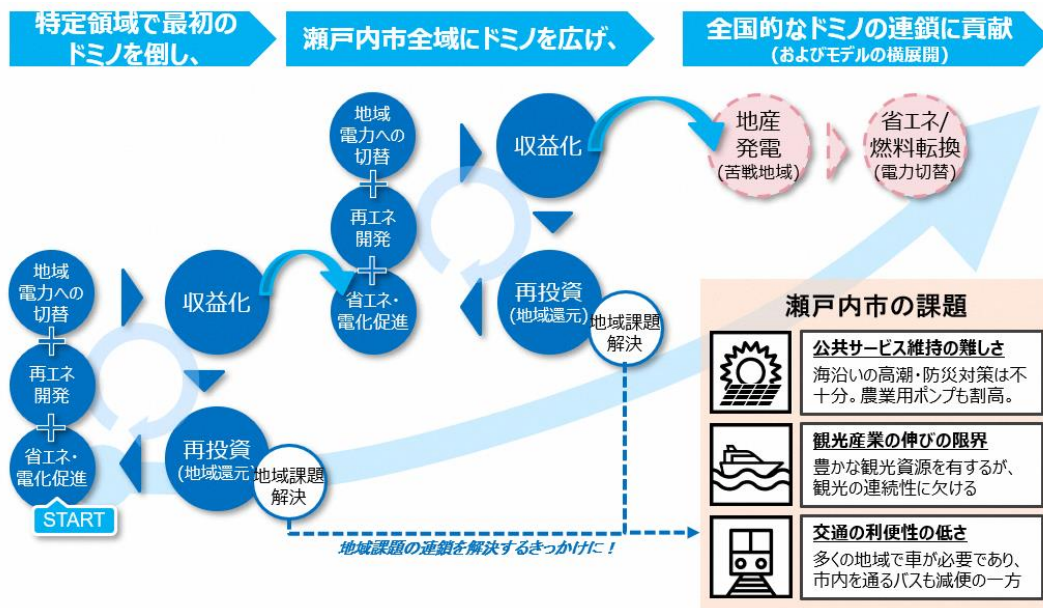 特定領域で最初の
ドミノを倒し、
瀬戸内市全域にドミノを広げ、
全国的なドミノの連鎖に貢献
(およびモデルの横展開)
地域
電力への
切替
再エネ
開発
省エネ・
電化促進
START
収益化
再投資
(地域還元)
地域課題
解決
地域
電力への
切替
再エネ
開発
省エネ・
電化促進
収益化
再投資
(地域還元)
地域課題
解決
地産
発電
(苦戦地域)
省エネ/
燃料転換
(電力切替)
地域課題の連鎖を解決するきっかけに！
瀬戸内市の課題
公共サービス維持の難しさ
海沿いの高潮・防災対策は不
十分。農業用ポンプも割高。
観光産業の伸びの限界
豊かな観光資源を有するが、
観光の連続性に欠ける
交通の利便性の低さ
多くの地域で車が必要であり、
市内を通るバスも減便の一方